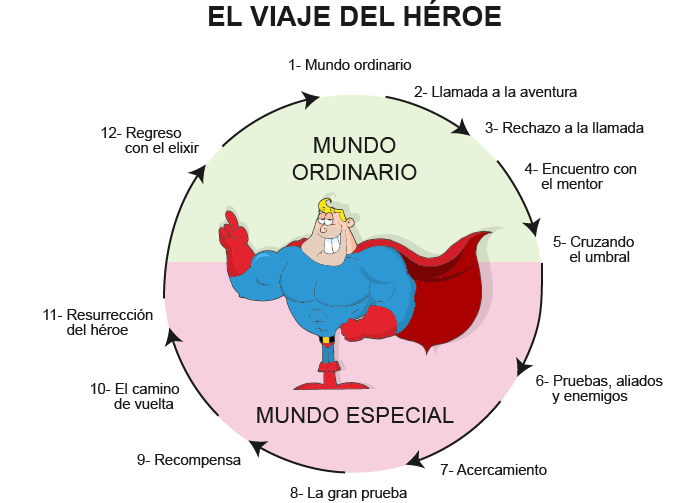 EL VIAJE DEL HÉROE
1- Mundo ordinario
2- Llamada a la aventura
3- Rechazo a la llamada
4- Encuentro con
el mentor
5- Cruzando
el umbral
6- Pruebas, aliados
y enemigos
7- Acercamiento
8- La gran prueba
9- Recompensa
10- El camino
de vuelta
11- Resurrección
del héroe
12- Regreso
con el elixir
MUNDO
ORDINARIO
MUNDO ESPECIAL